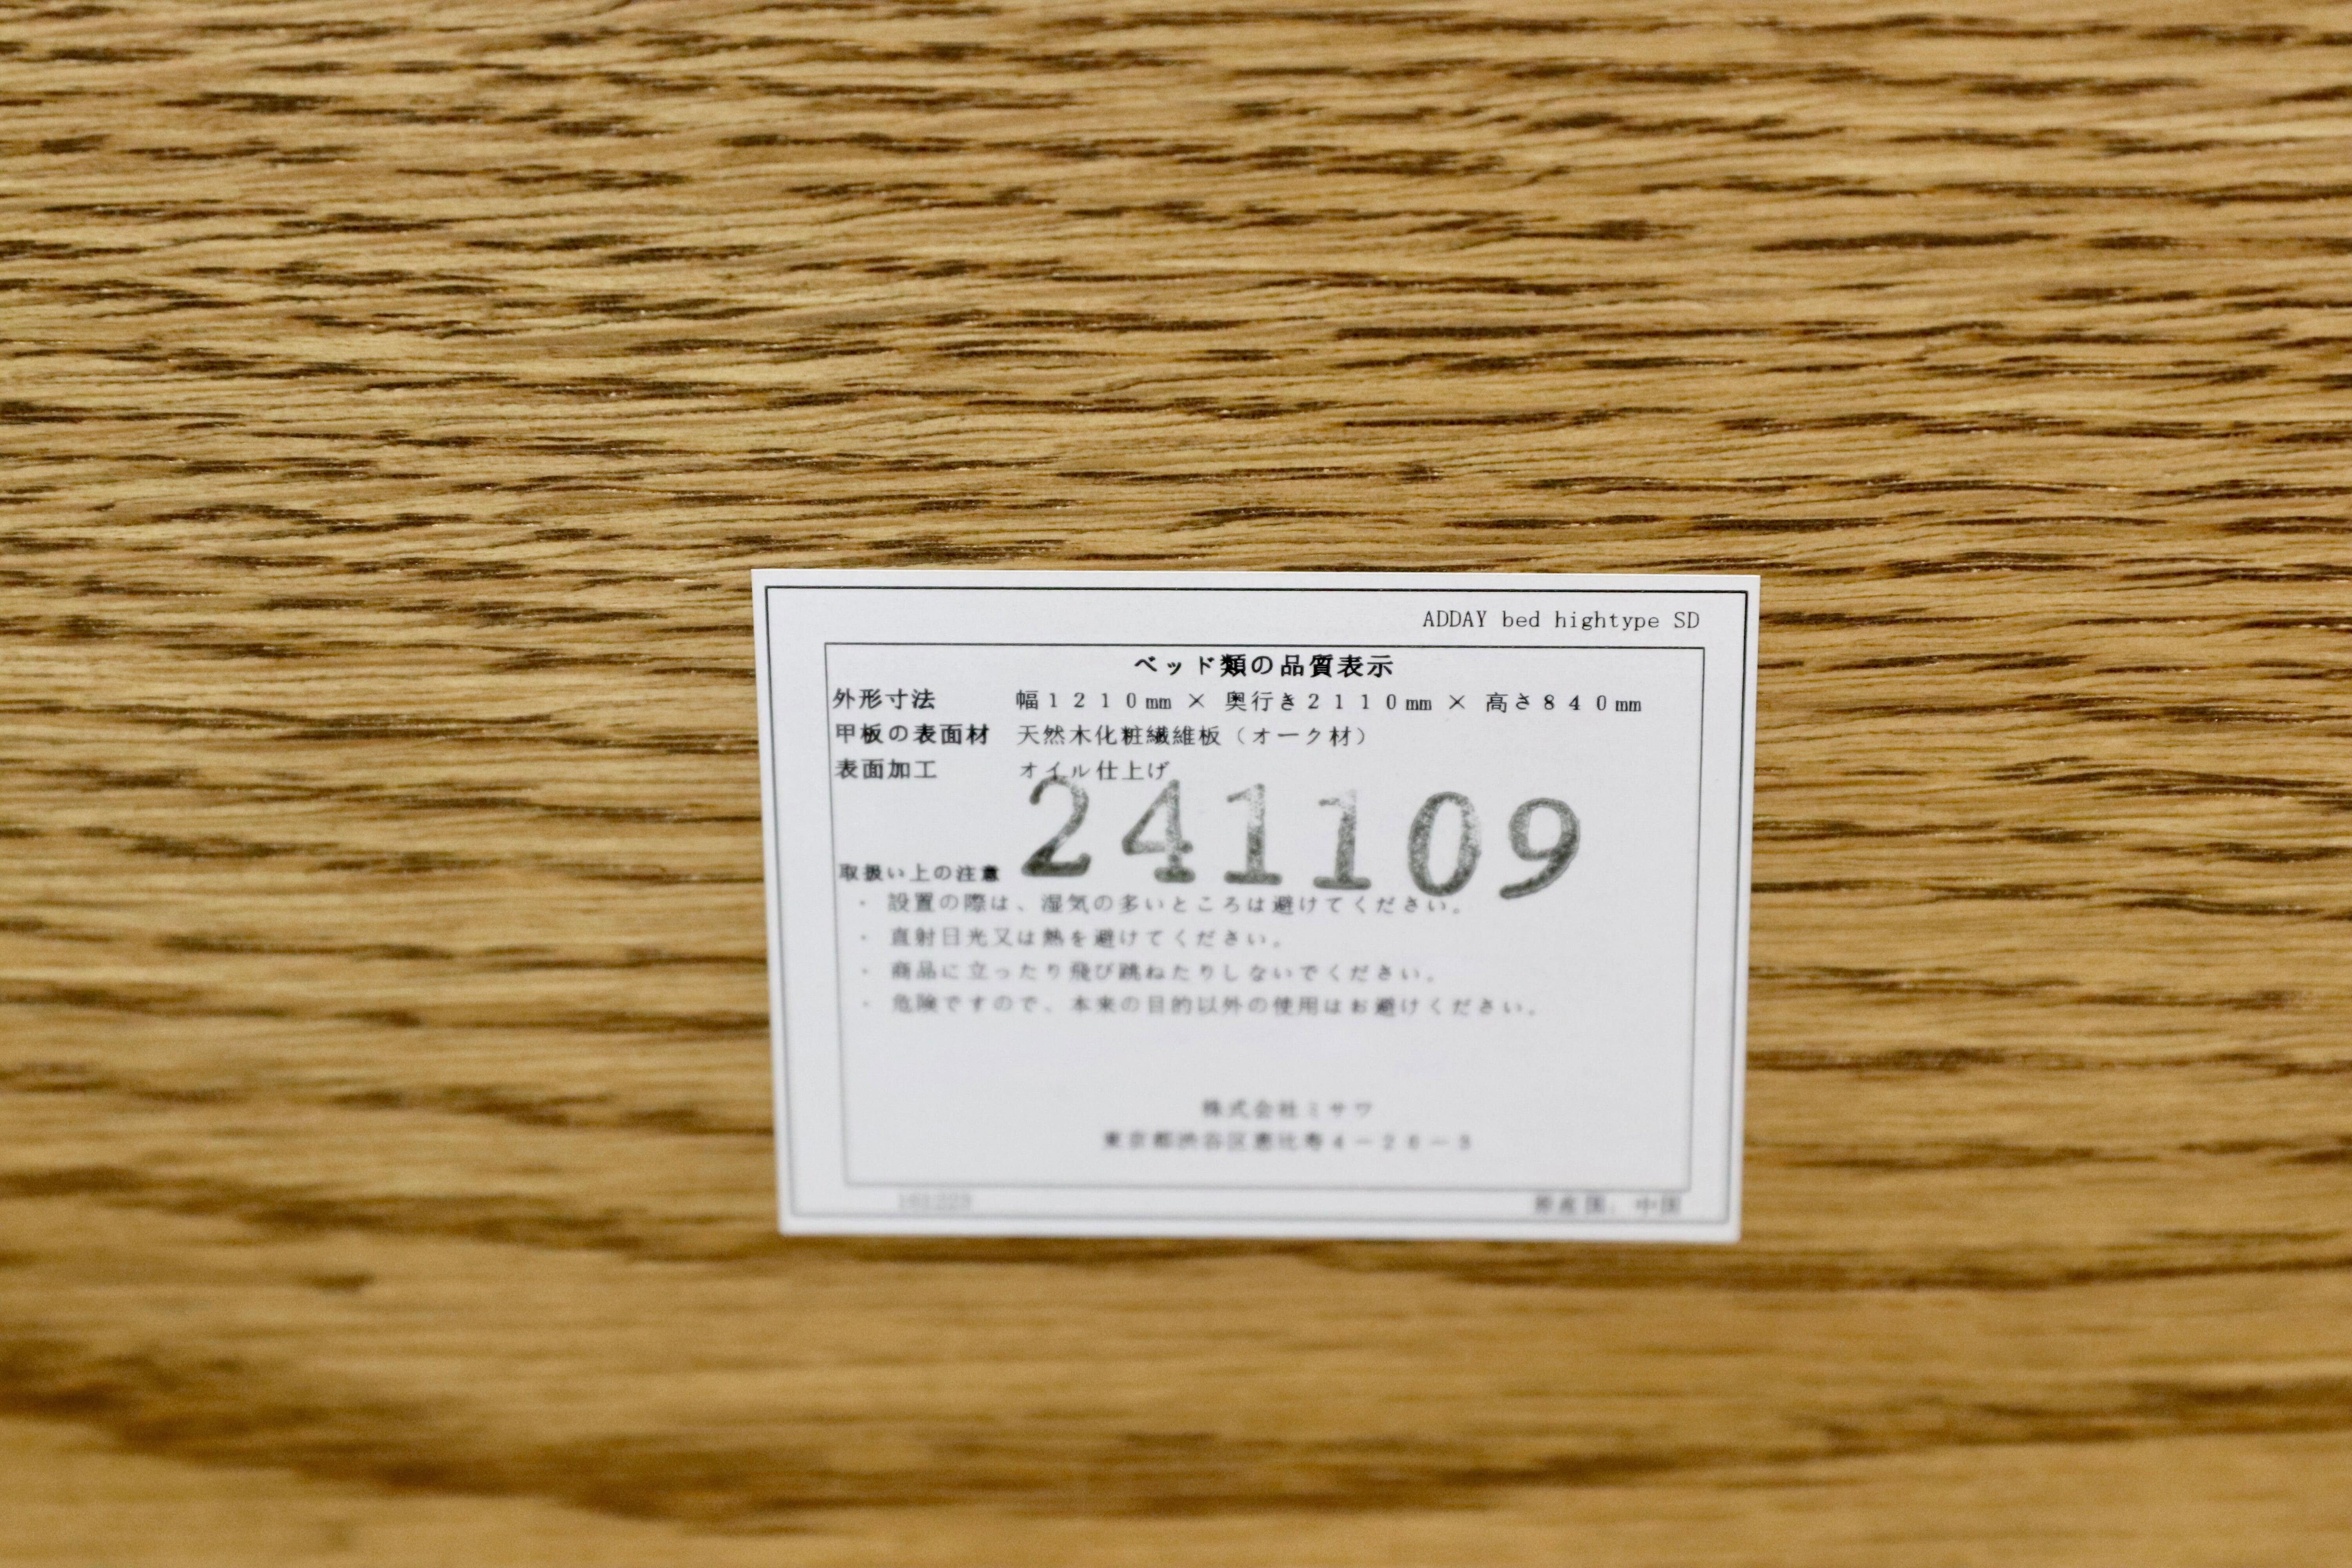 ADDAY bed hightype SD
ベッド類の品質表示
外形寸法 幅１２１０mm × 奥行き２１１０mm × 高さ８４０mm
甲板の表面材 天然木化粧繊維板（オーク材）
表面加工 オイル仕上げ
241109
取扱い上の注意
・ 設置の際は、湿気の多いところは避けてください。
・ 直射日光又は熱を避けてください。
・ 商品に立ったり飛び跳ねたりしないでください。
・ 危険ですので、本来の目的以外の使用はお避けください。
株式会社ミサワ
東京都渋谷区恵比寿４－２６－３
原産国：中国